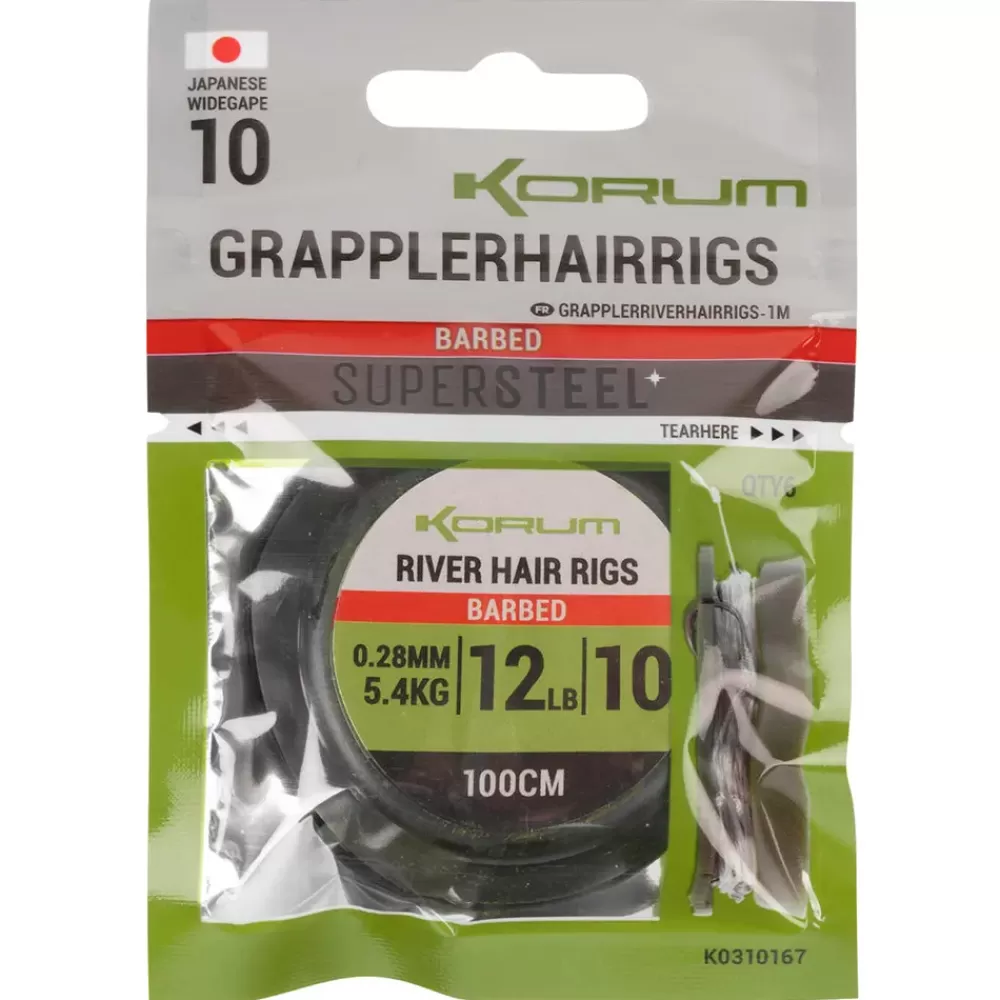 JAPANESE
WIDEGAPE
10
KORUM
GRAPPLERHAIRRIGS
FR GRAPPLERRIVERHAIRRIGS-1M
BARBED
SUPERSTEEL
TEARHERE
QTY6
KORUM
RIVER HAIR RIGS
BARBED
0.28MM
5.4KG
12LB
10
100CM
K0310167